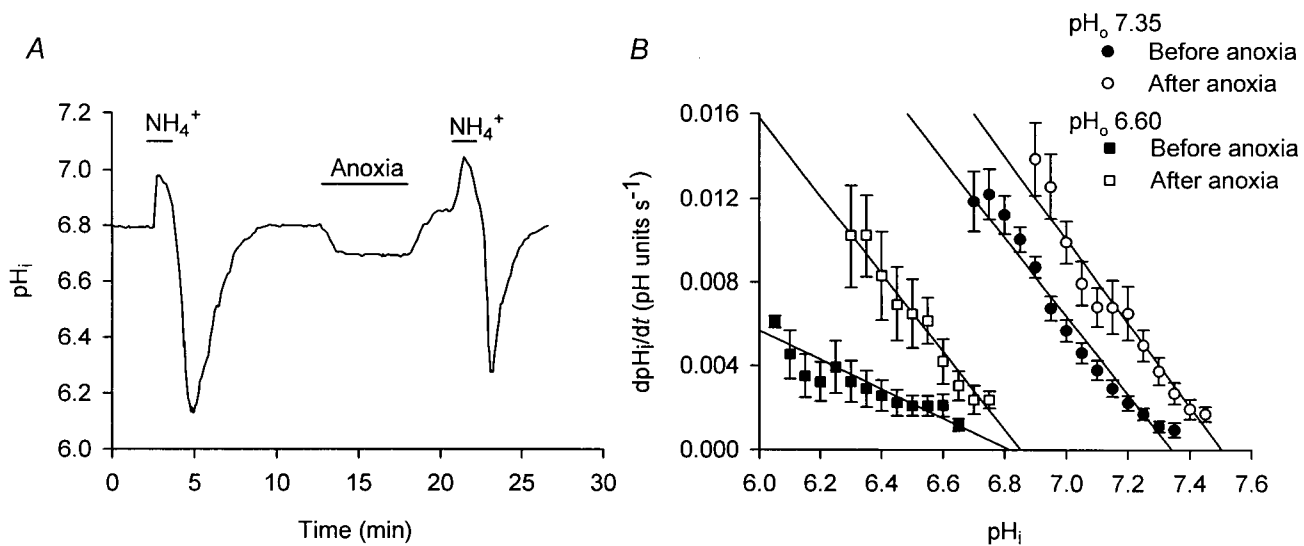 A
7.2
7.0
6.8
6.6
6.4
6.2
6.0
pHi
NH4+
Anoxia
NH4+
0
5
10
15
20
25
30
Time (min)
B
pHo 7.35
Before anoxia
After anoxia
pHo 6.60
Before anoxia
After anoxia
0.016
0.012
0.008
0.004
0.000
dpHi/dt (pH units s-1)
6.0
6.2
6.4
6.6
6.8
7.0
7.2
7.4
7.6
pHi